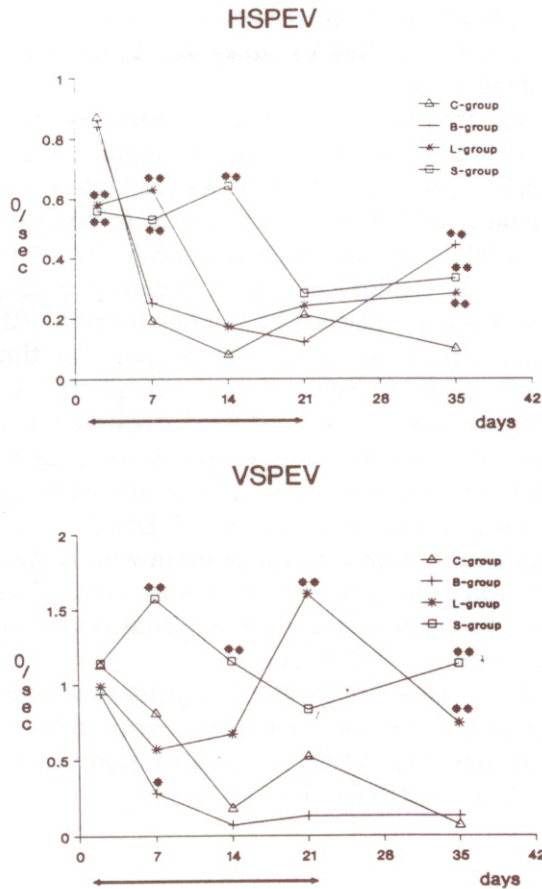 HSPEV
1
0.8
0.6
0.4
0.2
0
0/sec
C-group
B-group
L-group
S-group
0 7 14 21 28 35 42
days
VSPEV
2
1.5
1
0.5
0
0/sec
C-group
B-group
L-group
S-group
0 7 14 21 28 35 42
days